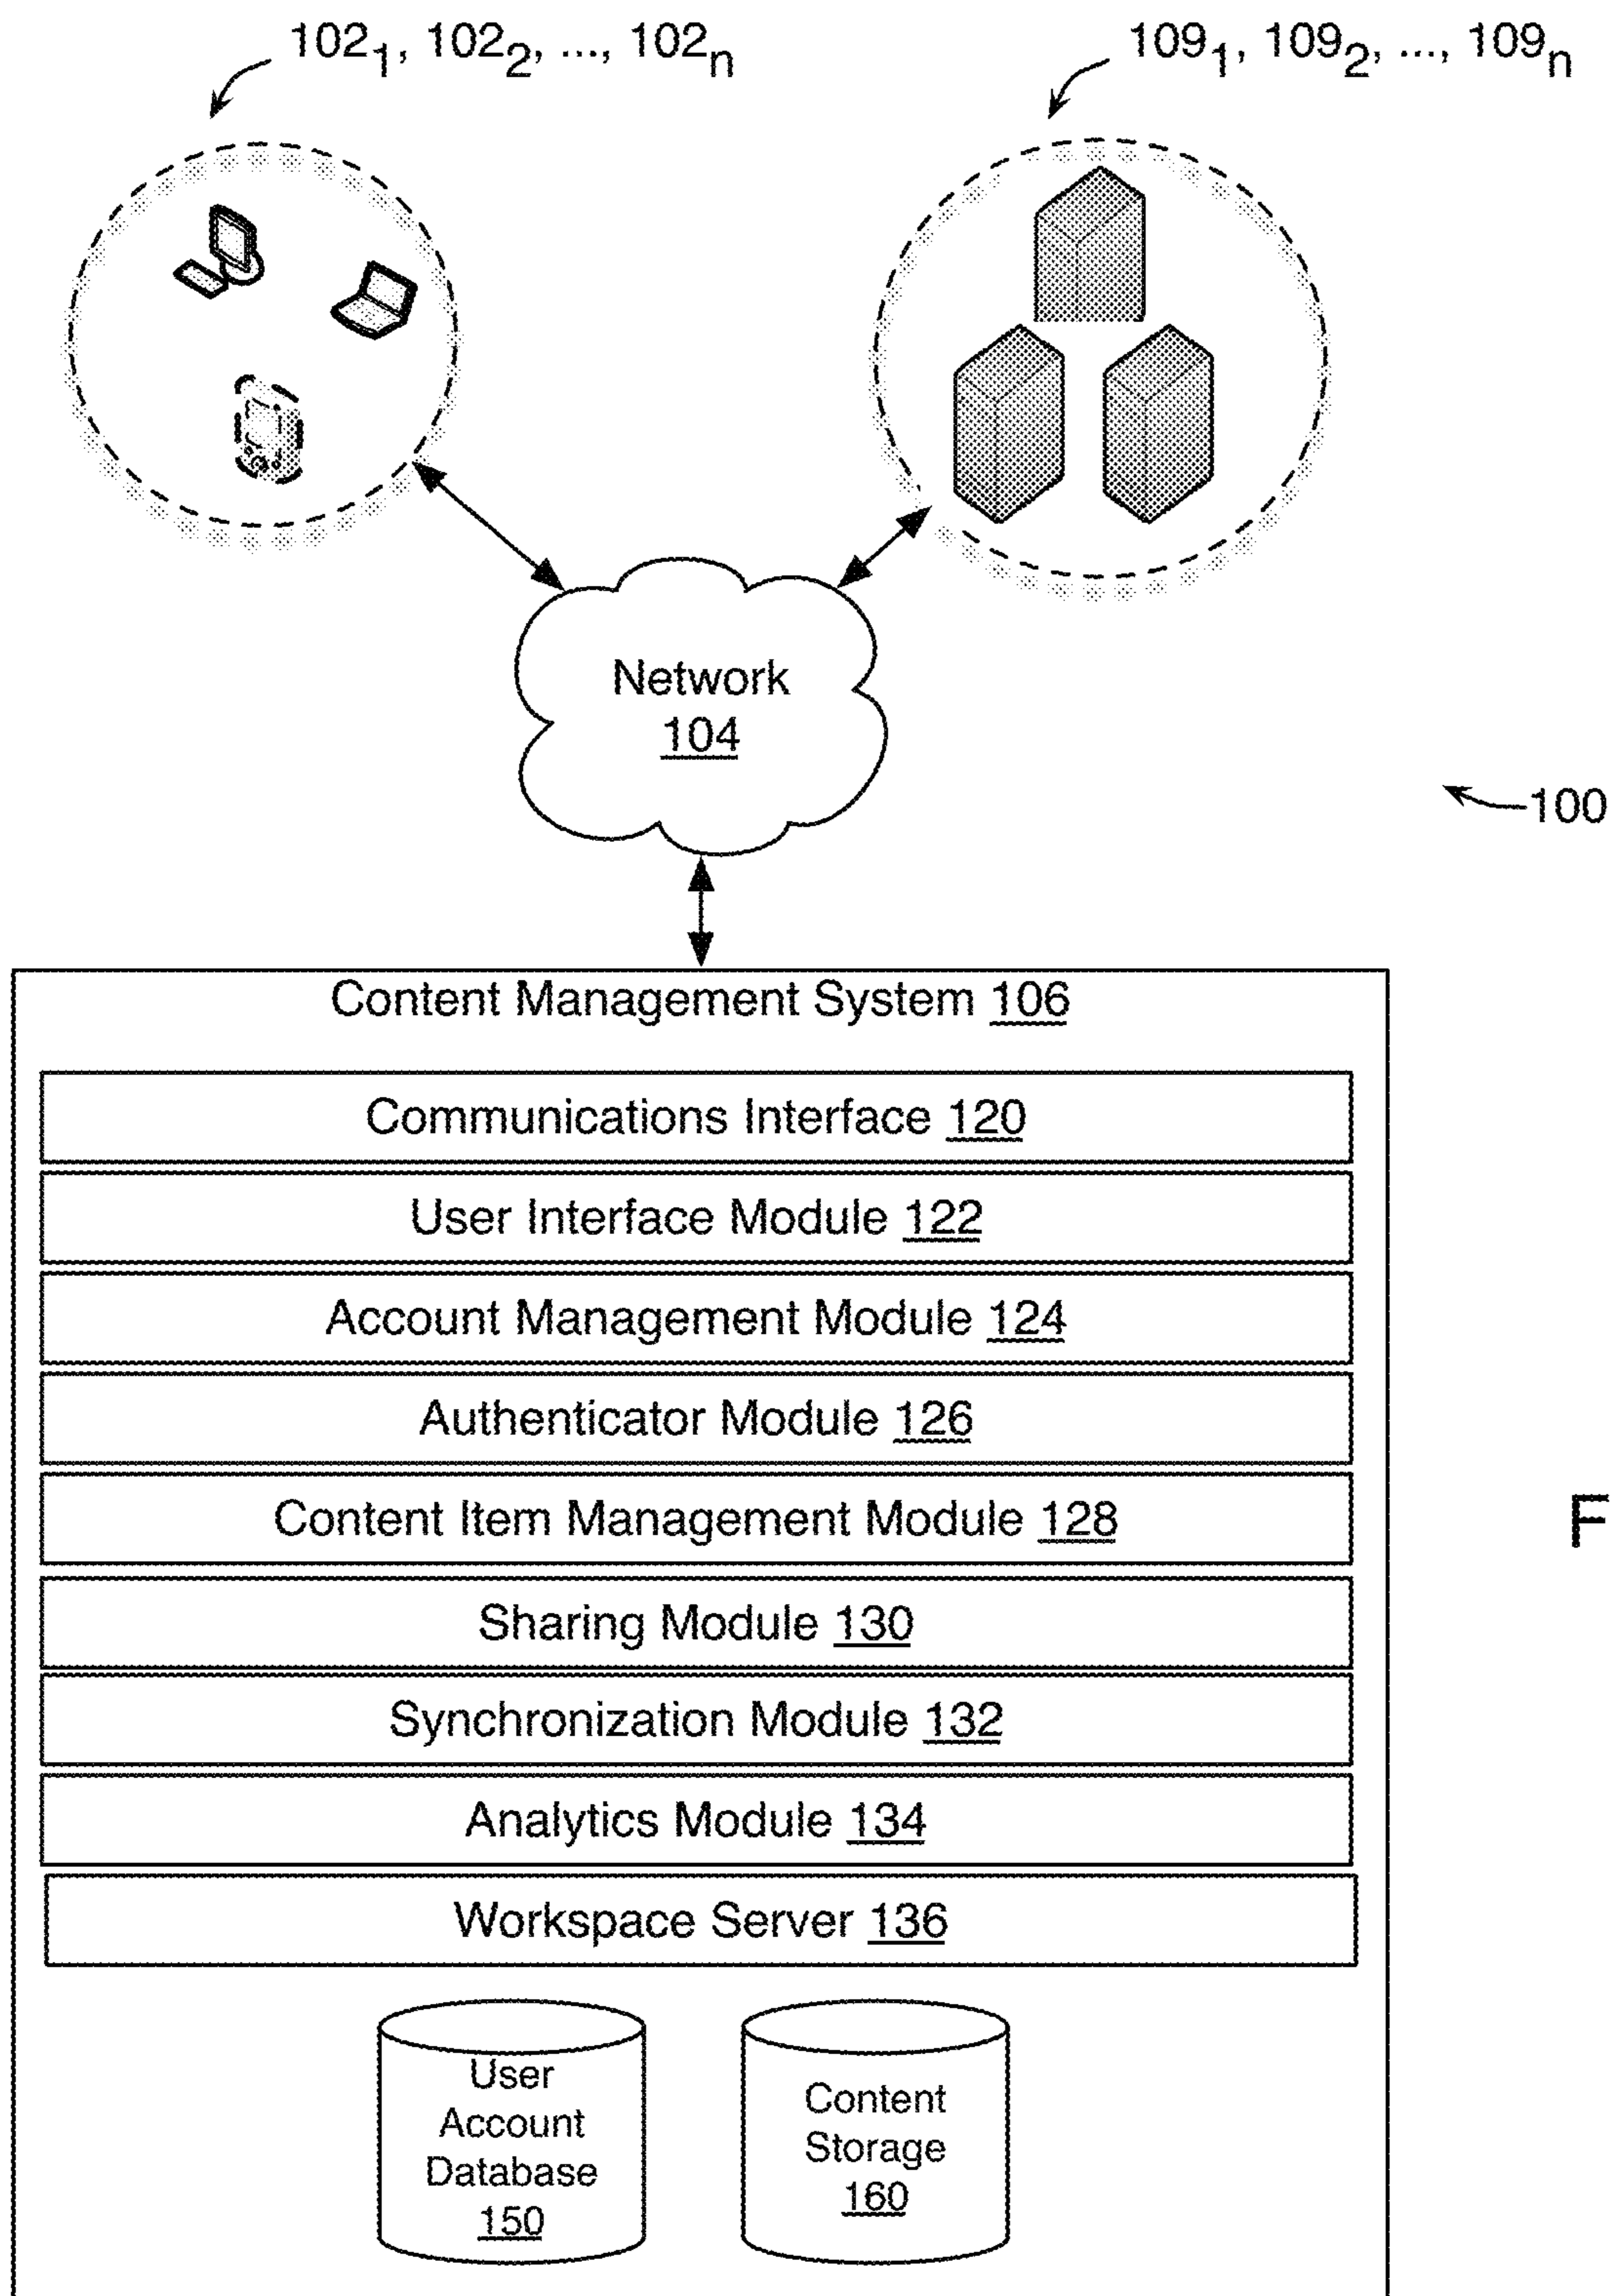 102₁, 102₂, ..., 102ₙ
109₁, 109₂, ..., 109ₙ
Network
104
100
Content Management System 106
Communications Interface 120
User Interface Module 122
Account Management Module 124
Authenticator Module 126
Content Item Management Module 128
F
Sharing Module 130
Synchronization Module 132
Analytics Module 134
Workspace Server 136
User
Account
Database
150
Content
Storage
160